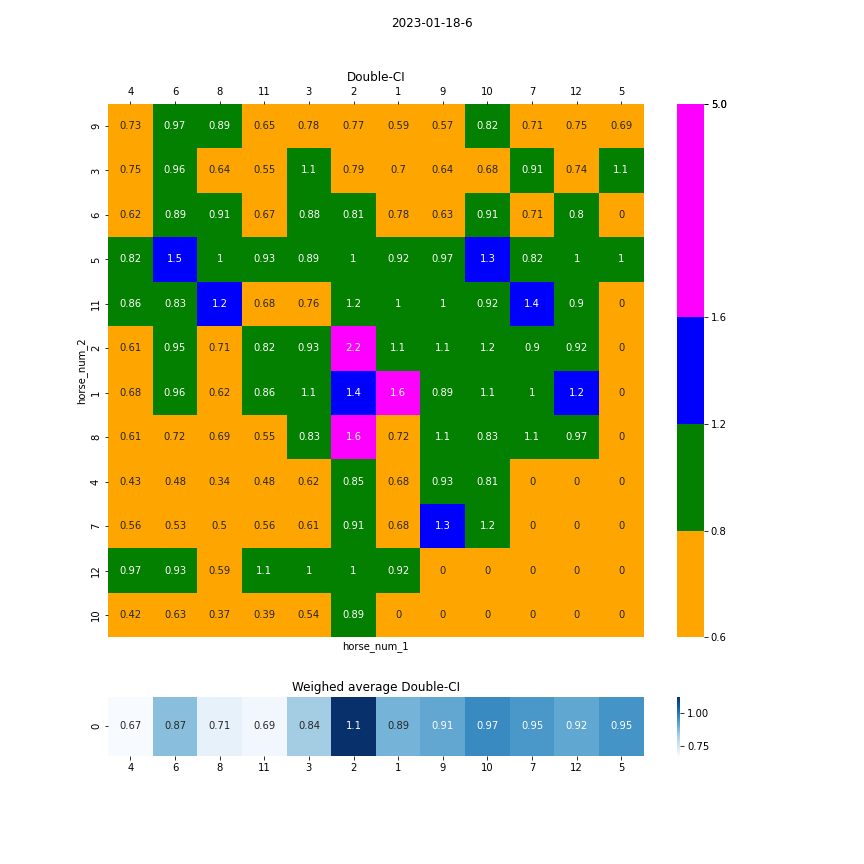 2023-01-18-6
Double-CI
4 6 8 11 3 2 1 9 10 7 12 5
9 0.73 0.97 0.89 0.65 0.78 0.77 0.59 0.57 0.82 0.71 0.75 0.69
3 0.75 0.96 0.64 0.55 1.1 0.79 0.7 0.64 0.68 0.91 0.74 1.1
6 0.62 0.89 0.91 0.67 0.88 0.81 0.78 0.63 0.91 0.71 0.8 0
5 0.82 1.5 1 0.93 0.89 1 0.92 0.97 1.3 0.82 1 1
11 0.86 0.83 1.2 0.68 0.76 1.2 1 1 0.92 1.4 0.9 0
2 0.61 0.95 0.71 0.82 0.93 2.2 1.1 1.1 1.2 0.9 0.92 0
horse_num_2
1 0.68 0.96 0.62 0.86 1.1 1.4 1.6 0.89 1.1 1 1.2 0
8 0.61 0.72 0.69 0.55 0.83 1.6 0.72 1.1 0.83 1.1 0.97 0
4 0.43 0.48 0.34 0.48 0.62 0.85 0.68 0.93 0.81 0 0 0
7 0.56 0.53 0.5 0.56 0.61 0.91 0.68 1.3 1.2 0 0 0
12 0.97 0.93 0.59 1.1 1 1 0.92 0 0 0 0 0
10 0.42 0.63 0.37 0.39 0.54 0.89 0 0 0 0 0 0
horse_num_1
5.0
1.6
1.2
0.8
0.6
Weighed average Double-CI
0 0.67 0.87 0.71 0.69 0.84 1.1 0.89 0.91 0.97 0.95 0.92 0.95
4 6 8 11 3 2 1 9 10 7 12 5
1.00
0.75